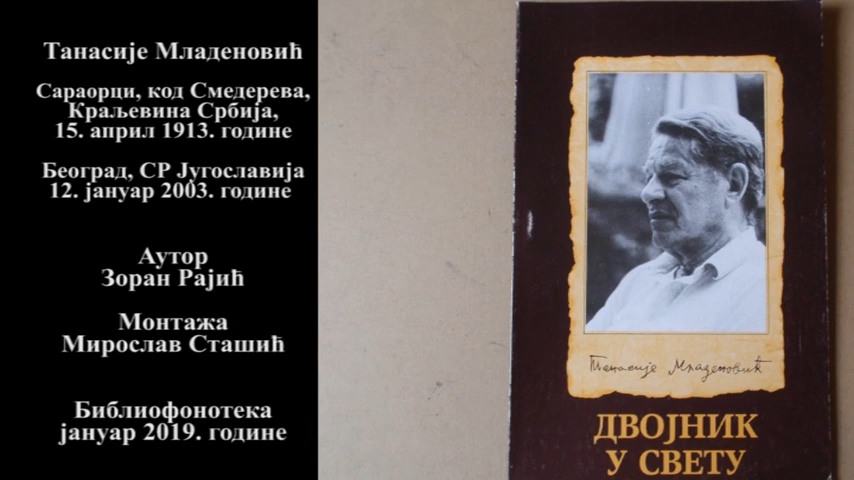 Танасије Младеновић
Сараорци, код Смедерева,
Краљевина Србија,
15. април 1913. године
Београд, СР Југославија
12. јануар 2003. године
Аутор
Зоран Рајић
Монтажа
Мирослав Сташић
Библиофонотека
јануар 2019. године
Танасије Младеновић
ДВОЈНИК
У СВЕТУ